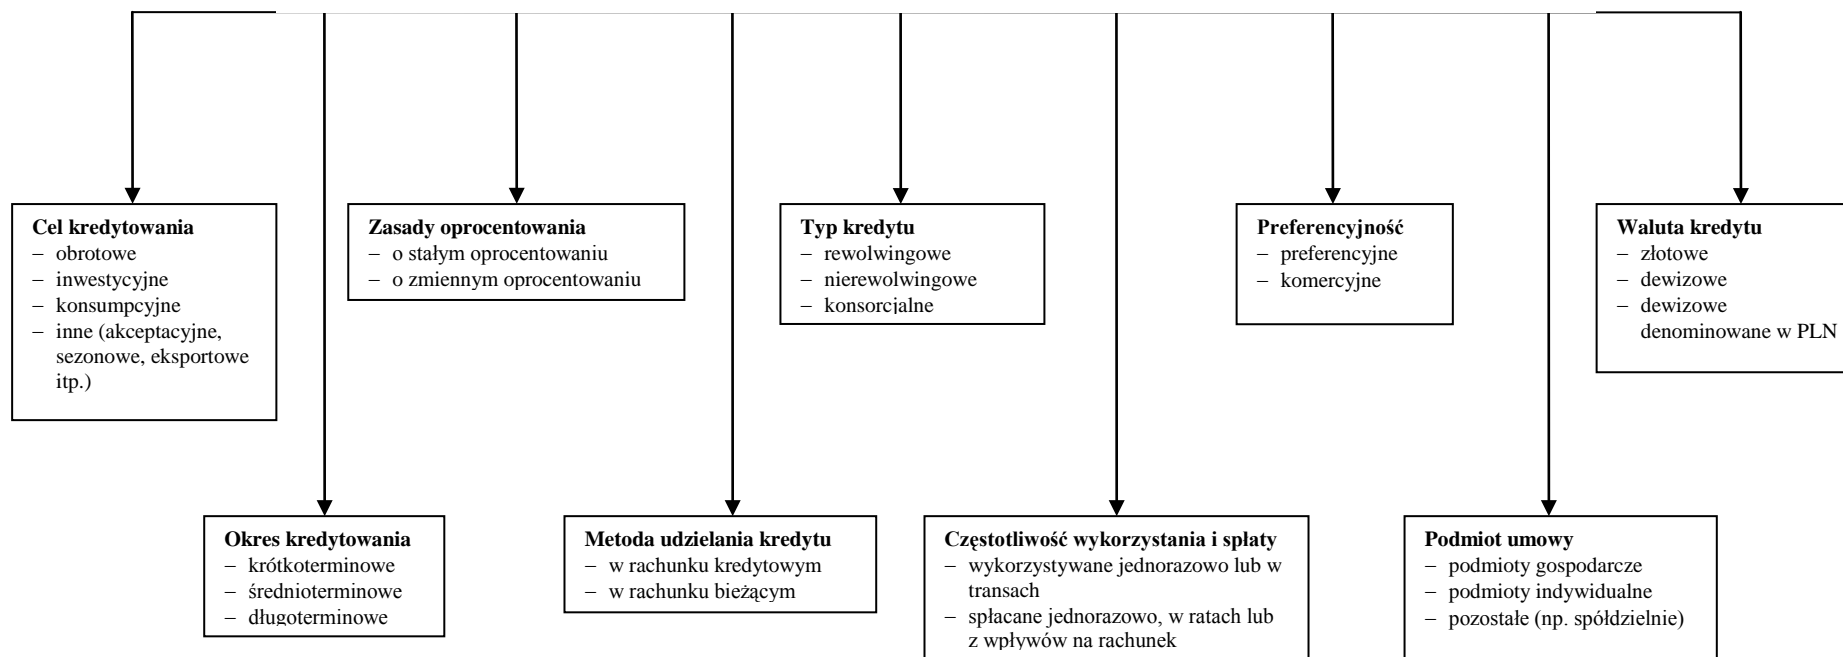 Cel kredytowania
– obrotowe
– inwestycyjne
– konsumpcyjne
– inne (akceptacyjne,
sezonowe, eksportowe
itp.)
Zasady oprocentowania
– o stałym oprocentowaniu
– o zmiennym oprocentowaniu
Typ kredytu
– rewolwingowe
– nierewolwingowe
– konsorcjalne
Preferencyjność
– preferencyjne
– komercyjne
Waluta kredytu
– złotowe
– dewizowe
– dewizowe
denominowane w PLN
Okres kredytowania
– krótkoterminowe
– średnioterminowe
– długoterminowe
Metoda udzielania kredytu
– w rachunku kredytowym
– w rachunku bieżącym
Częstotliwość wykorzystania i spłaty
– wykorzystywane jednorazowo lub w
transach
– spłacane jednorazowo, w ratach lub
z wpływów na rachunek
Podmiot umowy
– podmioty gospodarcze
– podmioty indywidualne
– pozostałe (np. spółdzielnie)